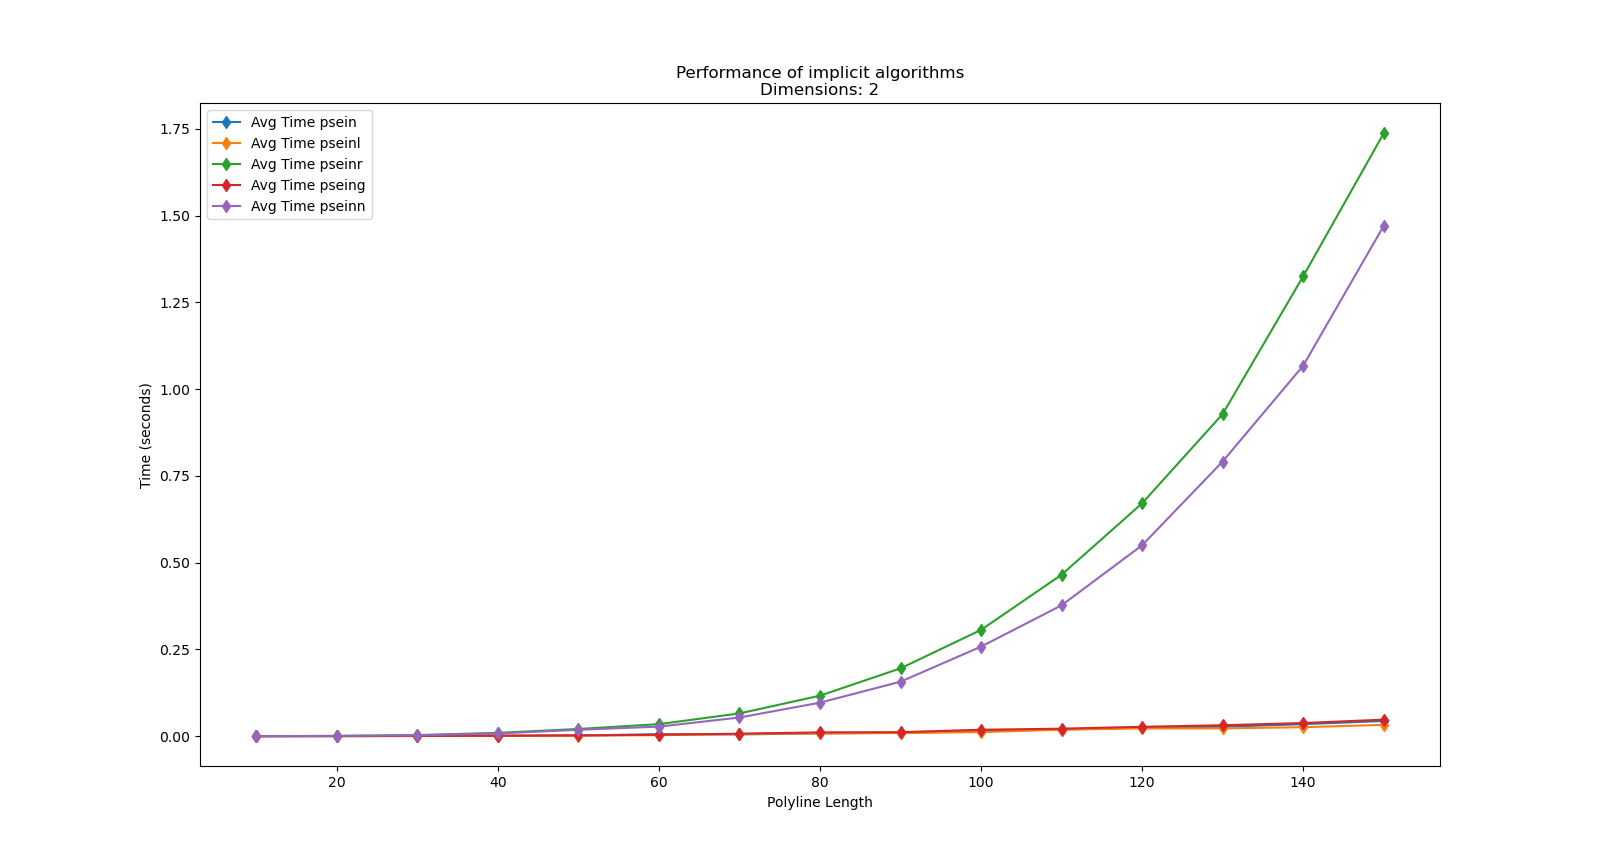 Performance of implicit algorithms
Dimensions: 2
Avg Time psein
Avg Time pseinl
Avg Time pseinr
Avg Time pseing
Avg Time pseinn
Time (seconds)
1.75
1.50
1.25
1.00
0.75
0.50
0.25
0.00
20 40 60 80 100 120 140
Polyline Length